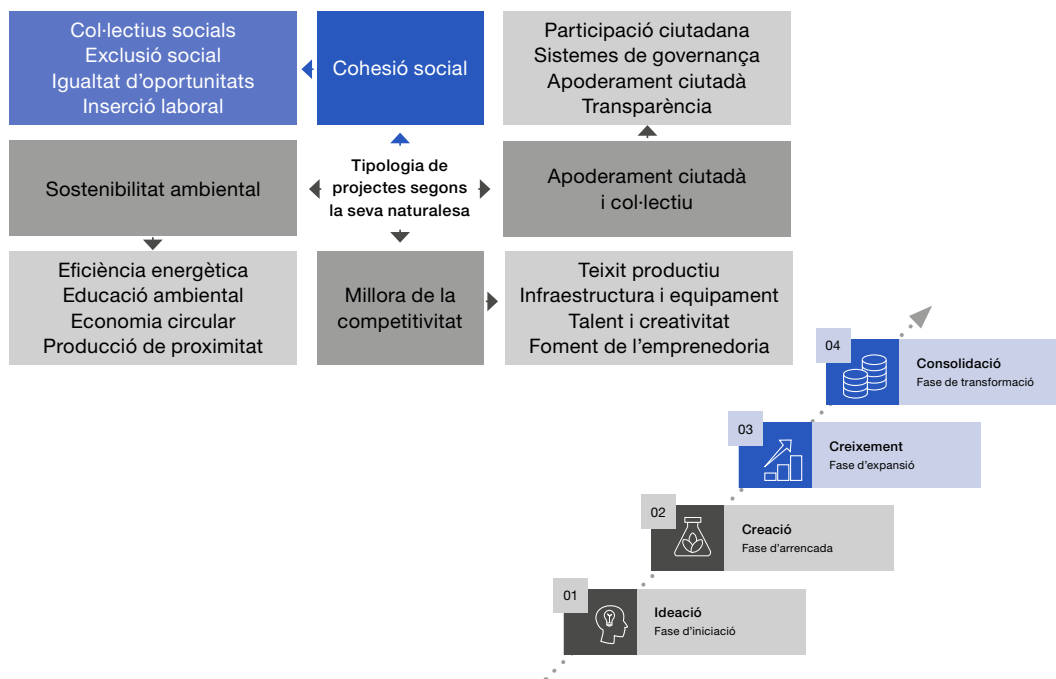 Col·lectius socials
Exclusió social
Igualtat d'oportunitats
Inserció laboral
Cohesió social
Participació ciutadana
Sistemes de governança
Apoderament ciutadà
Transparència
Sostenibilitat ambiental
Tipologia de
projectes segons
la seva naturalesa
Apoderament ciutadà
i col·lectiu
Eficiència energètica
Educació ambiental
Economia circular
Producció de proximitat
Millora de la
competitivitat
Teixit productiu
Infraestructura i equipament
Talent i creativitat
Foment de l'emprenedoria
04
Consolidació
Fase de transformació
03
Creixement
Fase d'expansió
02
Creació
Fase d'arrencada
01
Ideació
Fase d'iniciació